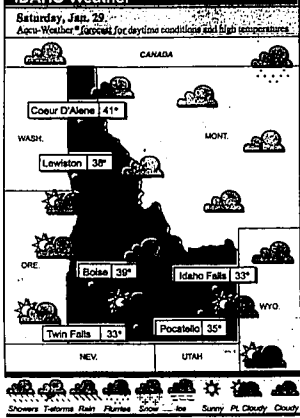 IDAHO Weather
Saturday, Jan. 29
Accu-Weather® forecast for daytime conditions and high temperatures
CANADA
Coeur D'Alene 41°
WASH.
MONT.
Lewiston 38°
ORE.
Boise 39°
Idaho Falls 33°
WYO.
Twin Falls 33°
Pocatello 35°
NEV.
UTAH
Showers T-storms Rain Flurries Snow Ice Sunny Pt. Cloudy Cloudy